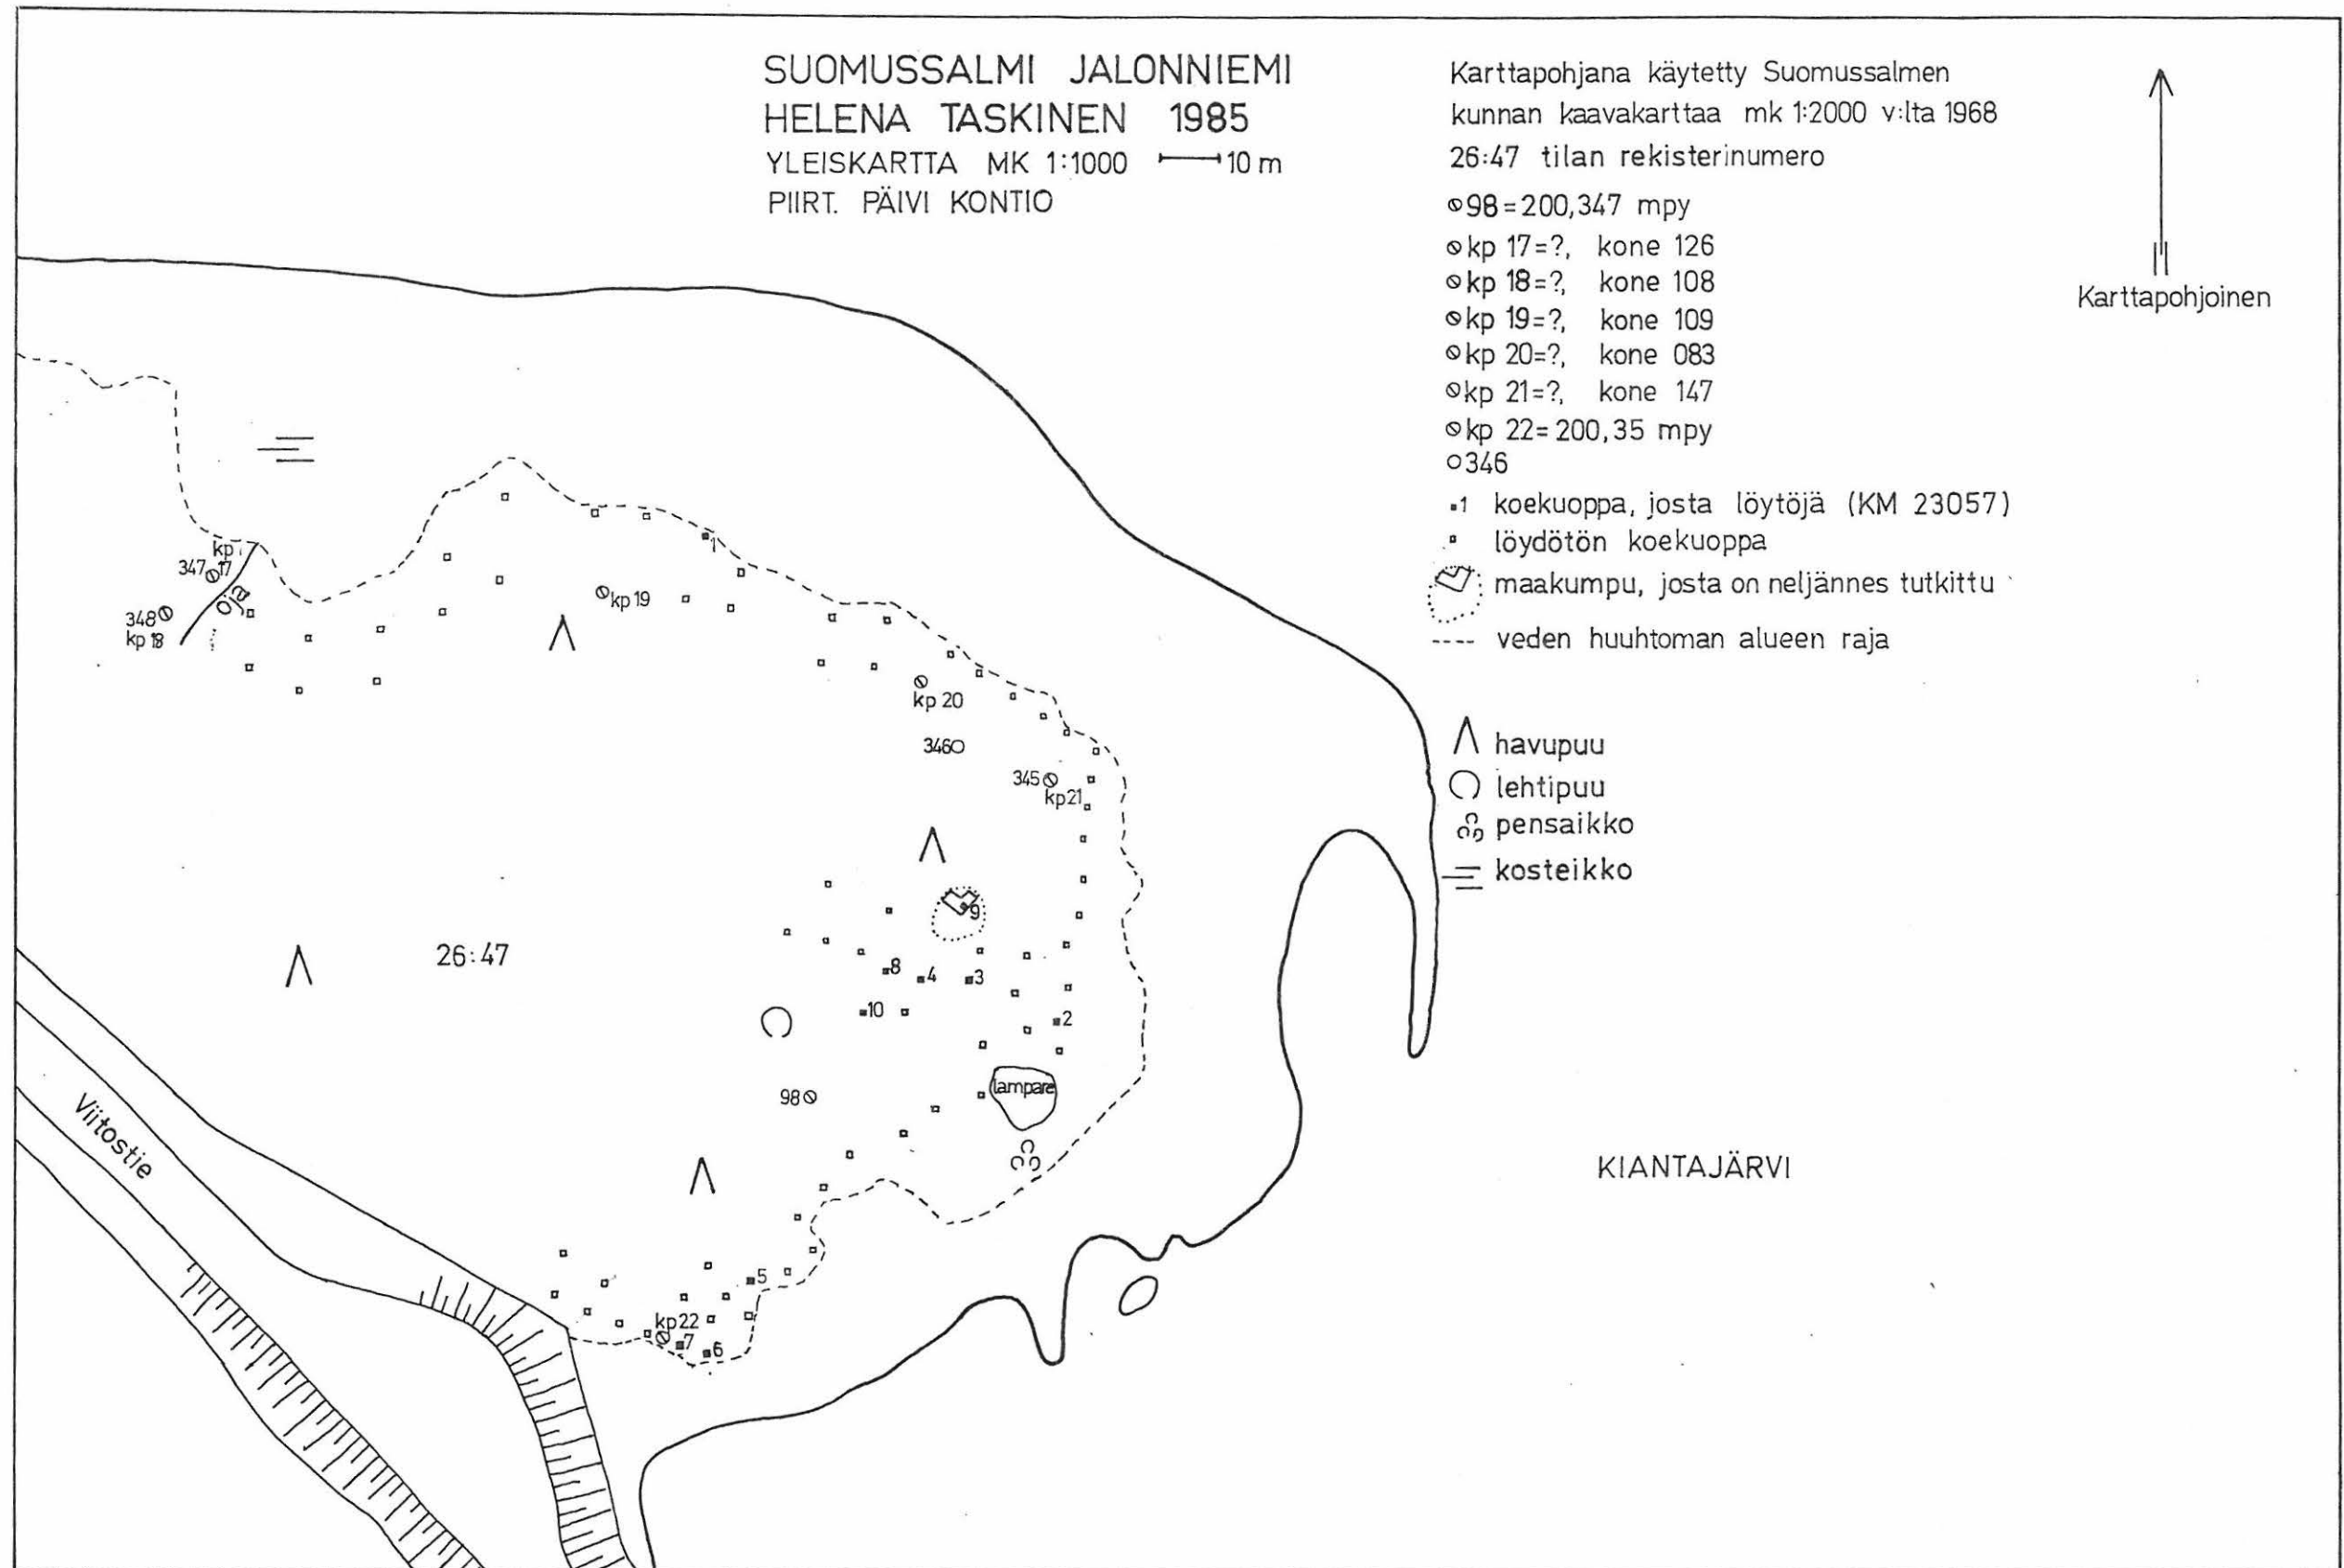 SUOMUSSALMI JALONNIEMI
HELENA TASKINEN 1985
YLEISKARTTA MK 1:1000 10 m
PIIRT. PÄIVI KONTIO
Karttapohjana käytetty Suomussalmen
kunnan kaavakarttaa mk 1:2000 v:lta 1968
26:47 tilan rekisterinumero
98=200,347 mpy
kp 17=?, kone 126
kp 18=?, kone 108
kp 19=?, kone 109
kp 20=?, kone 083
kp 21=?, kone 147
kp 22=200,35 mpy
346
1 koekuoppa, josta löytöjä (KM 23057)
löydötön koekuoppa
maakumpu, josta on neljännes tutkittu
veden huuhtoman alueen raja
havupuu
lehtipuu
pensaikko
kosteikko
Karttapohjoinen
kp
347 17
oja
348
kp 18
1
kp 19
kp 20
346
345
kp21
9
26:47
8
4
3
10
2
lampare
98
Viitostie
KIANTAJÄRVI
5
kp22
7
6